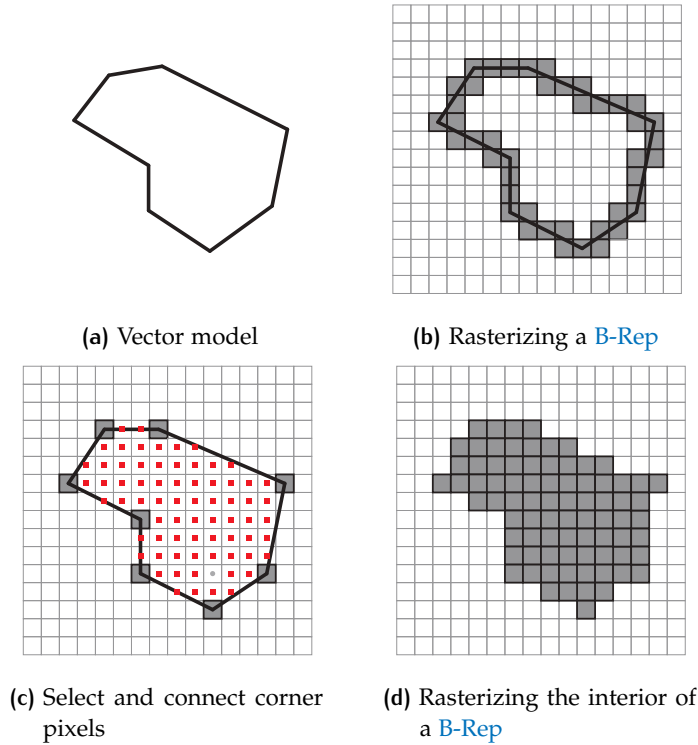 (a) Vector model
(b) Rasterizing a B-Rep
(c) Select and connect corner
pixels
(d) Rasterizing the interior of
a B-Rep